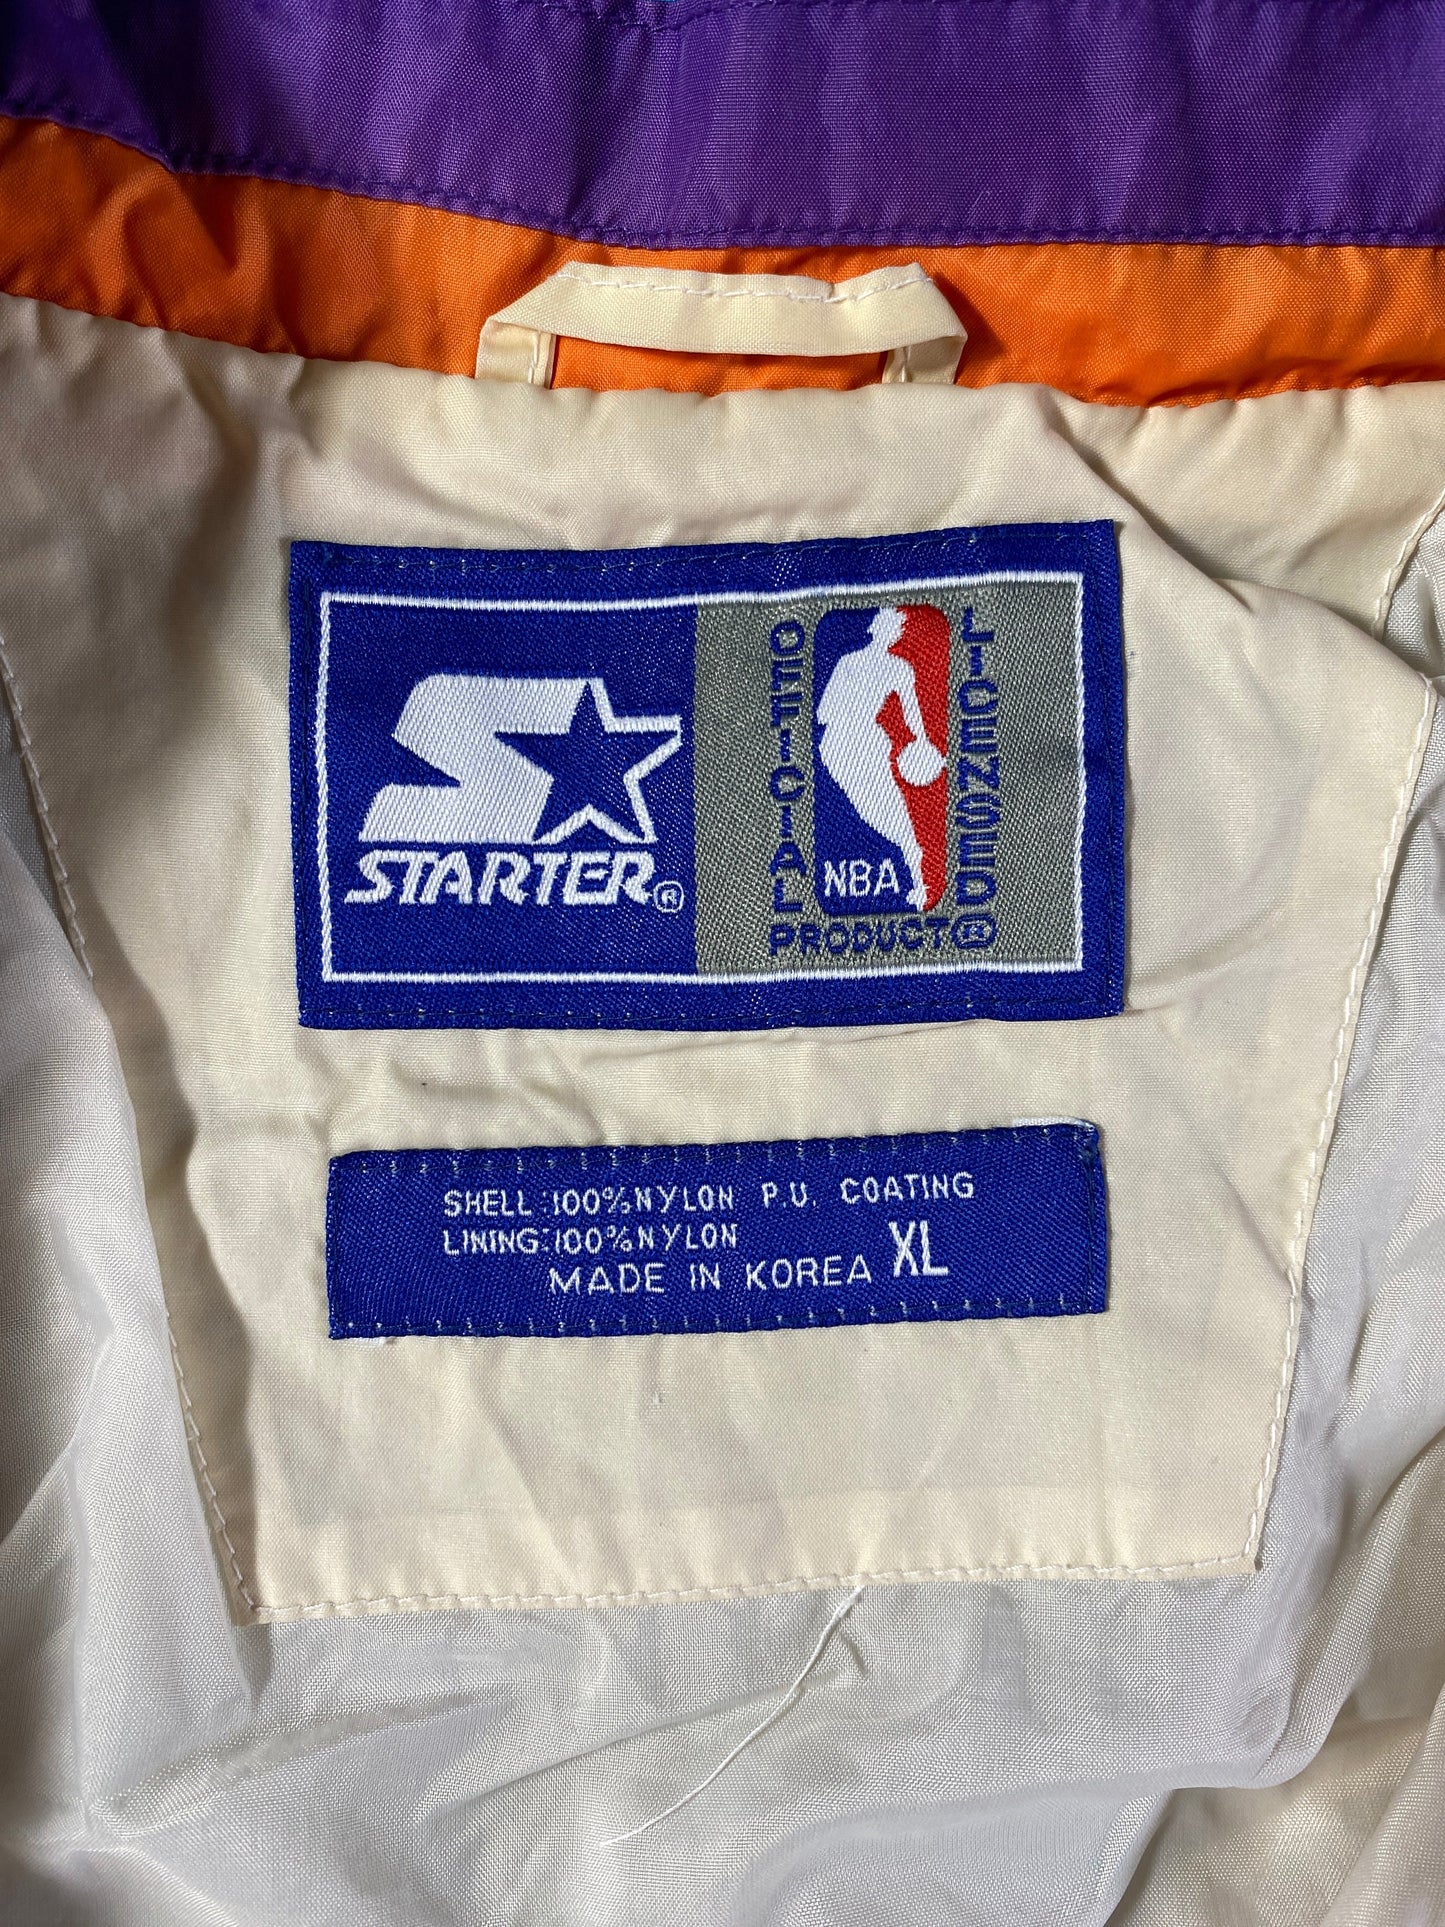 STARTER®
OFFICIAL
LICENSED
NBA
PRODUCT®
SHELL:100%NYLON P.U. COATING
LINING:100%NYLON
MADE IN KOREA XL